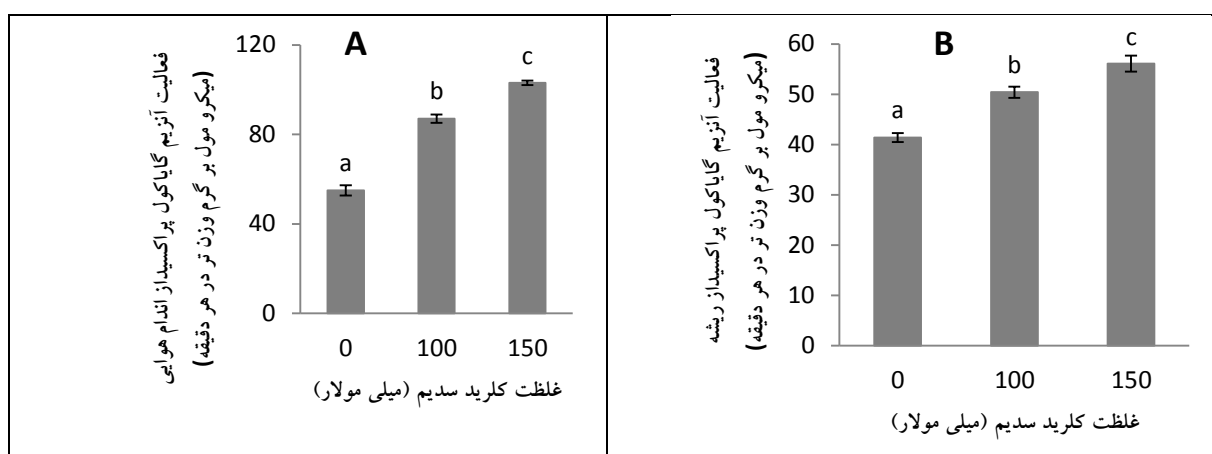 A
فعالیت آنزیم گایاکول پراکسیداز اندام هوایی
(میکرو مول بر گرم وزن تر در هر دقیقه)
120
80
40
0
a
b
c
0 100 150
غلظت کلرید سدیم (میلی مولار)
B
فعالیت آنزیم گایاکول پراکسیداز ریشه
(میکرو مول بر گرم وزن تر در هر دقیقه)
60
50
40
30
20
10
0
a
b
c
0 100 150
غلظت کلرید سدیم (میلی مولار)